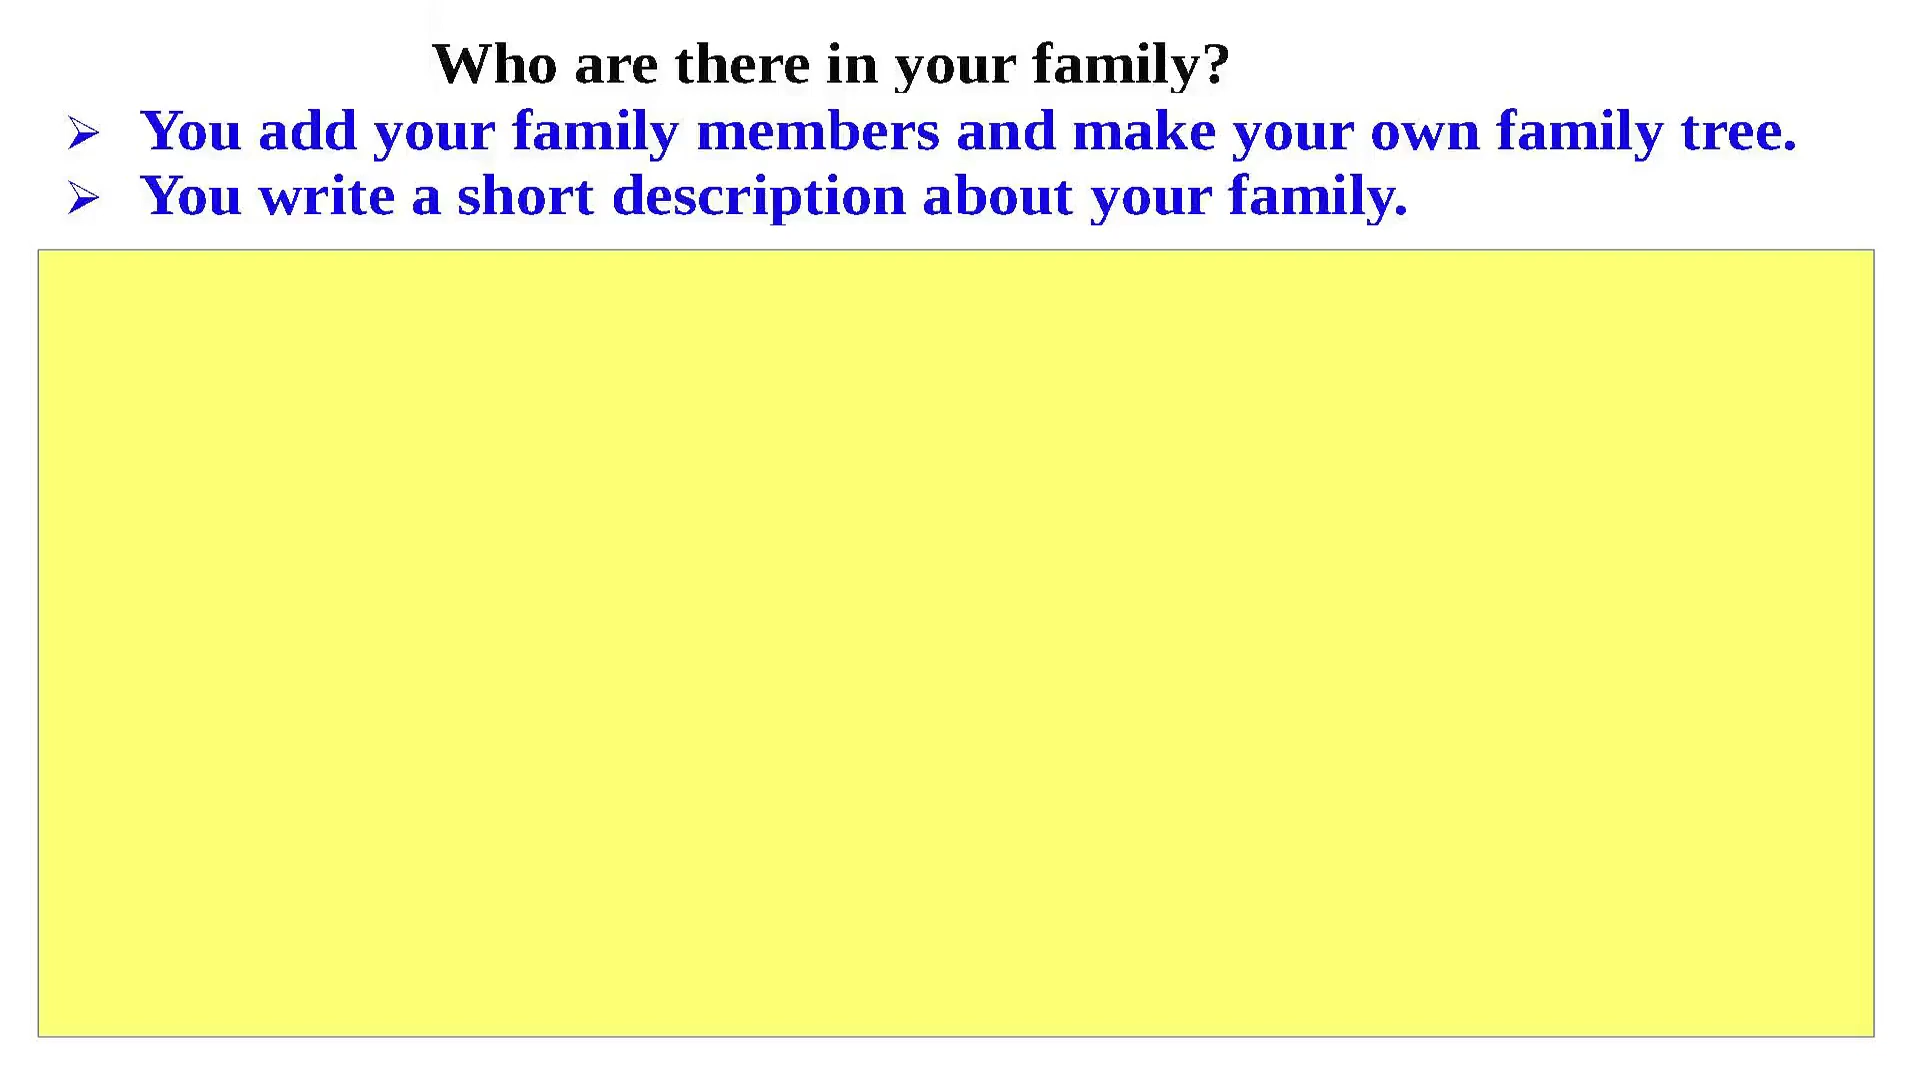 Who are there in your family?
➢ You add your family members and make your own family tree.
➢ You write a short description about your family.